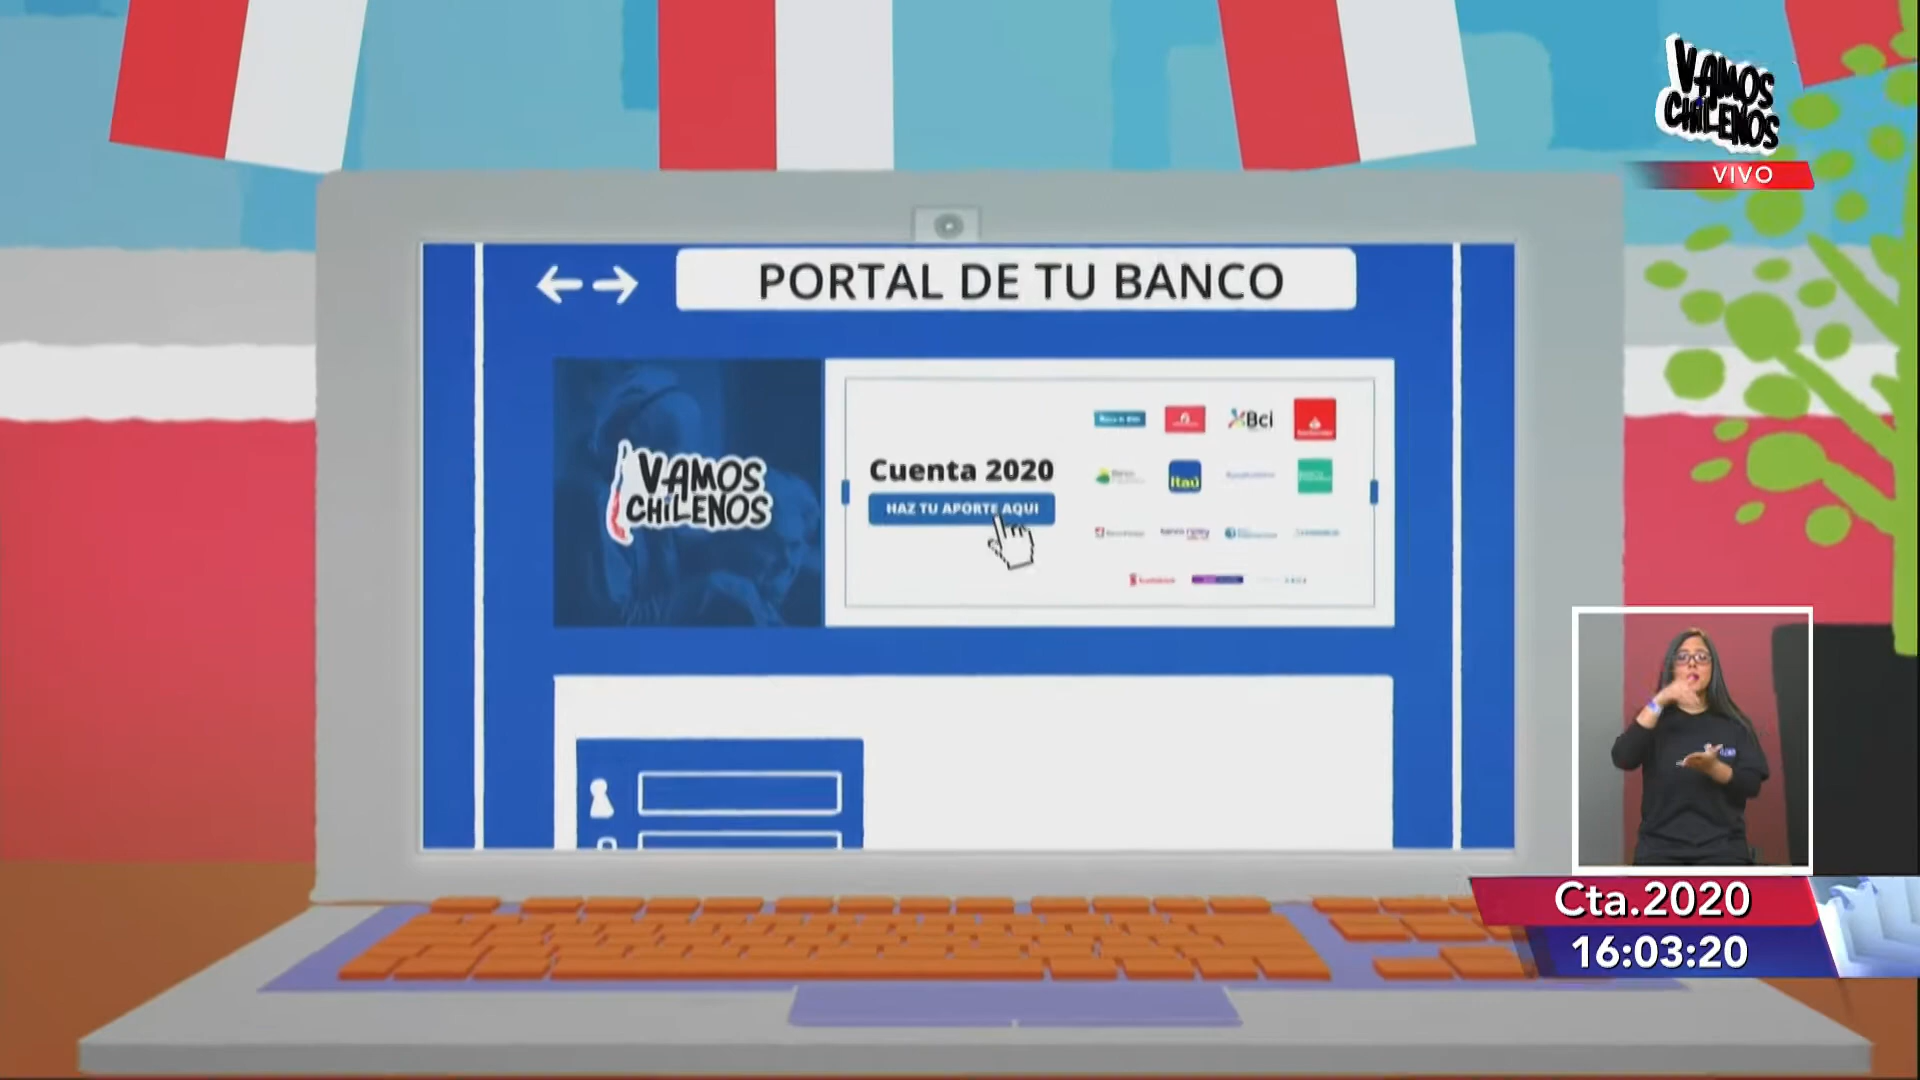 VAMOS
CHILENOS
VIVO
PORTAL DE TU BANCO
VAMOS
CHILENOS
Cuenta 2020
HAZ TU APORTE AQUI
Bci
Itaú
Cta.2020
16:03:20